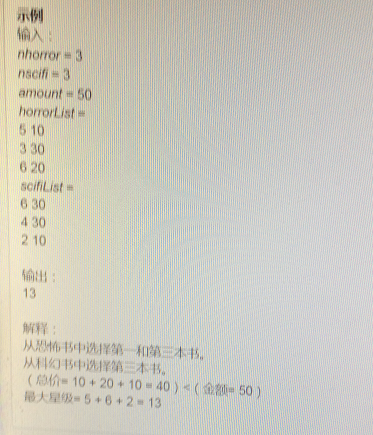 示例
输入：
nhorror = 3
nscifi = 3
amount = 50
horrorList =
5 10
3 30
6 20
scifiList =
6 30
4 30
2 10
输出：
13
解释：
从恐怖书中选择第一和第三本书。
从科幻书中选择第三本书。
（总价= 10 + 20 + 10 = 40）<（金额= 50）
最大星级= 5 + 6 + 2 = 13